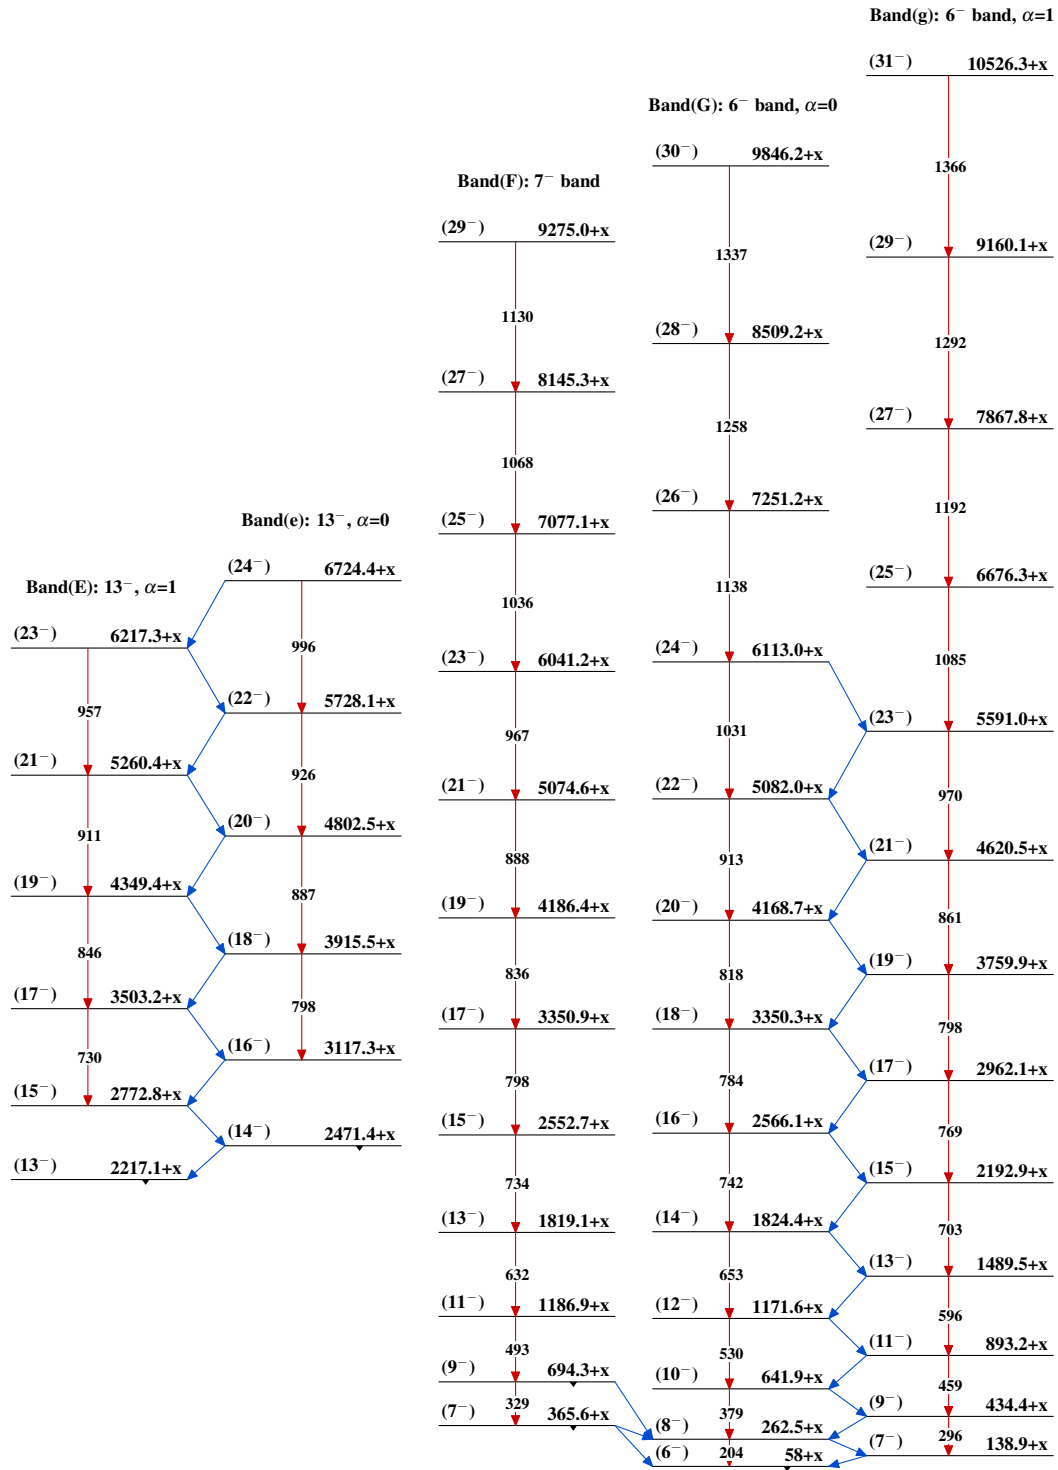 Band(E): 13⁻, α=1
(23⁻) 6217.3+x
957
(21⁻) 5260.4+x
911
(19⁻) 4349.4+x
846
(17⁻) 3503.2+x
730
(15⁻) 2772.8+x
(13⁻) 2217.1+x
Band(e): 13⁻, α=0
(24⁻) 6724.4+x
996
(22⁻) 5728.1+x
926
(20⁻) 4802.5+x
887
(18⁻) 3915.5+x
798
(16⁻) 3117.3+x
(14⁻) 2471.4+x
Band(F): 7⁻ band
(29⁻) 9275.0+x
1130
(27⁻) 8145.3+x
1068
(25⁻) 7077.1+x
1036
(23⁻) 6041.2+x
967
(21⁻) 5074.6+x
888
(19⁻) 4186.4+x
836
(17⁻) 3350.9+x
798
(15⁻) 2552.7+x
734
(13⁻) 1819.1+x
632
(11⁻) 1186.9+x
493
(9⁻) 694.3+x
329
(7⁻) 365.6+x
Band(G): 6⁻ band, α=0
(30⁻) 9846.2+x
1337
(28⁻) 8509.2+x
1258
(26⁻) 7251.2+x
1138
(24⁻) 6113.0+x
1031
(22⁻) 5082.0+x
913
(20⁻) 4168.7+x
818
(18⁻) 3350.3+x
784
(16⁻) 2566.1+x
742
(14⁻) 1824.4+x
653
(12⁻) 1171.6+x
530
(10⁻) 641.9+x
379
(8⁻) 262.5+x
204
(6⁻) 58+x
Band(g): 6⁻ band, α=1
(31⁻) 10526.3+x
1366
(29⁻) 9160.1+x
1292
(27⁻) 7867.8+x
1192
(25⁻) 6676.3+x
1085
(23⁻) 5591.0+x
970
(21⁻) 4620.5+x
861
(19⁻) 3759.9+x
798
(17⁻) 2962.1+x
769
(15⁻) 2192.9+x
703
(13⁻) 1489.5+x
596
(11⁻) 893.2+x
459
(9⁻) 434.4+x
296
(7⁻) 138.9+x